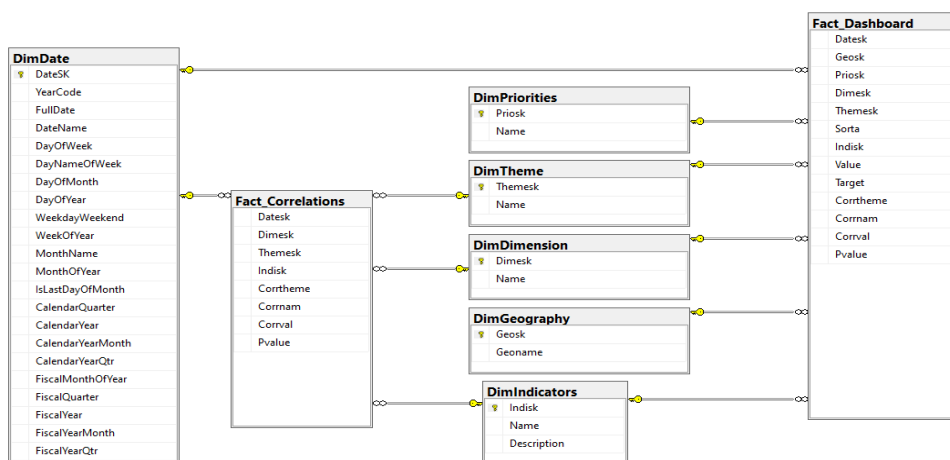 DimDate
DateSK
YearCode
FullDate
DateName
DayOfWeek
DayNameOfWeek
DayOfMonth
DayOfYear
WeekdayWeekend
WeekOfYear
MonthName
MonthOfYear
IsLastDayOfMonth
CalendarQuarter
CalendarYear
CalendarYearMonth
CalendarYearQtr
FiscalMonthOfYear
FiscalQuarter
FiscalYear
FiscalYearMonth
FiscalYearQtr
Fact_Correlations
Datesk
Dimesk
Themesk
Indisk
Corrtheme
Corrnam
Corrval
Pvalue
DimPriorities
Priosk
Name
DimTheme
Themesk
Name
DimDimension
Dimesk
Name
DimGeography
Geosk
Geoname
DimIndicators
Indisk
Name
Description
Fact_Dashboard
Datesk
Geosk
Priosk
Dimesk
Themesk
Sorta
Indisk
Value
Target
Corrtheme
Corrnam
Corrval
Pvalue